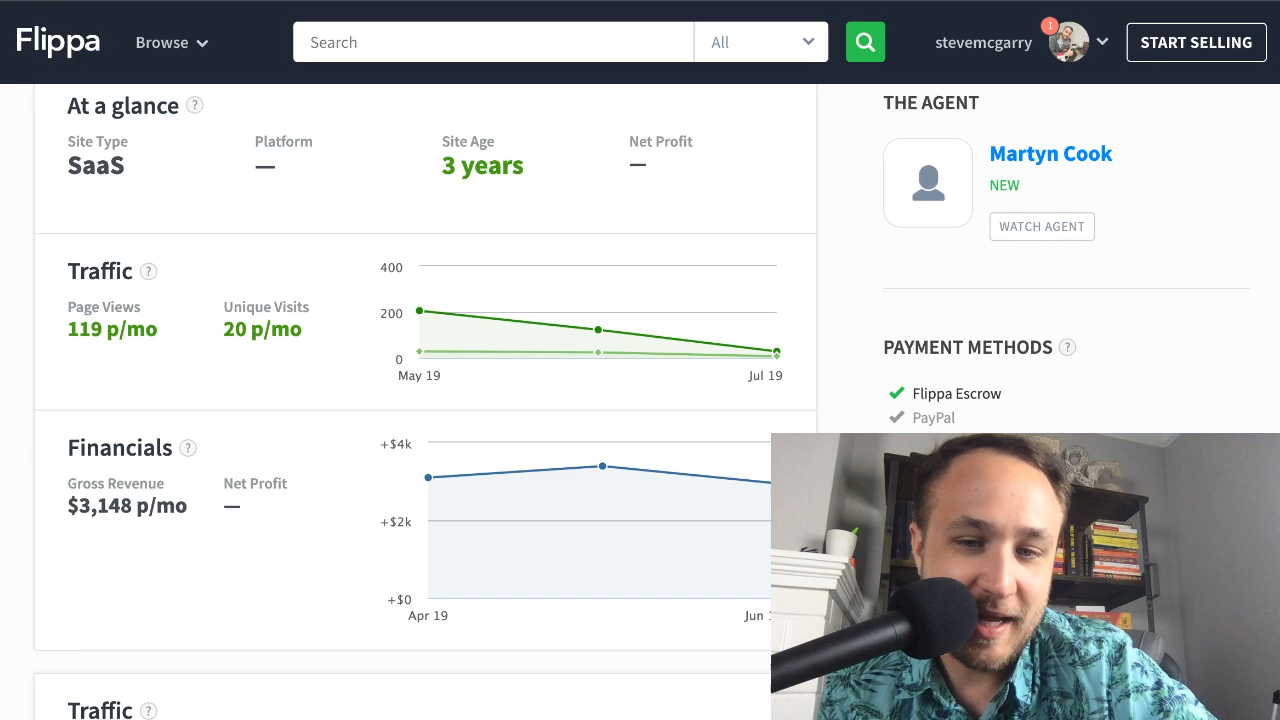 Flippa
Browse
Search
All
stevemcgarry
1
START SELLING
At a glance ?
Site Type
SaaS
Platform
—
Site Age
3 years
Net Profit
—
Traffic ?
Page Views
119 p/mo
Unique Visits
20 p/mo
400
200
0
May 19
Jul 19
Financials ?
Gross Revenue
$3,148 p/mo
Net Profit
—
+$4k
+$2k
+$0
Apr 19
Jun
Traffic ?
THE AGENT
Martyn Cook
NEW
WATCH AGENT
PAYMENT METHODS ?
Flippa Escrow
PayPal